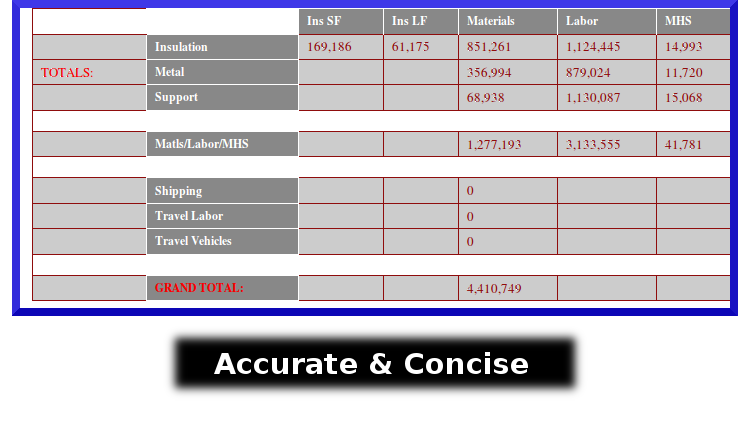 Ins SF Ins LF Materials Labor MHS
Insulation 169,186 61,175 851,261 1,124,445 14,993
TOTALS: Metal 356,994 879,024 11,720
Support 68,938 1,130,087 15,068
Matls/Labor/MHS 1,277,193 3,133,555 41,781
Shipping 0
Travel Labor 0
Travel Vehicles 0
GRAND TOTAL: 4,410,749
Accurate & Concise